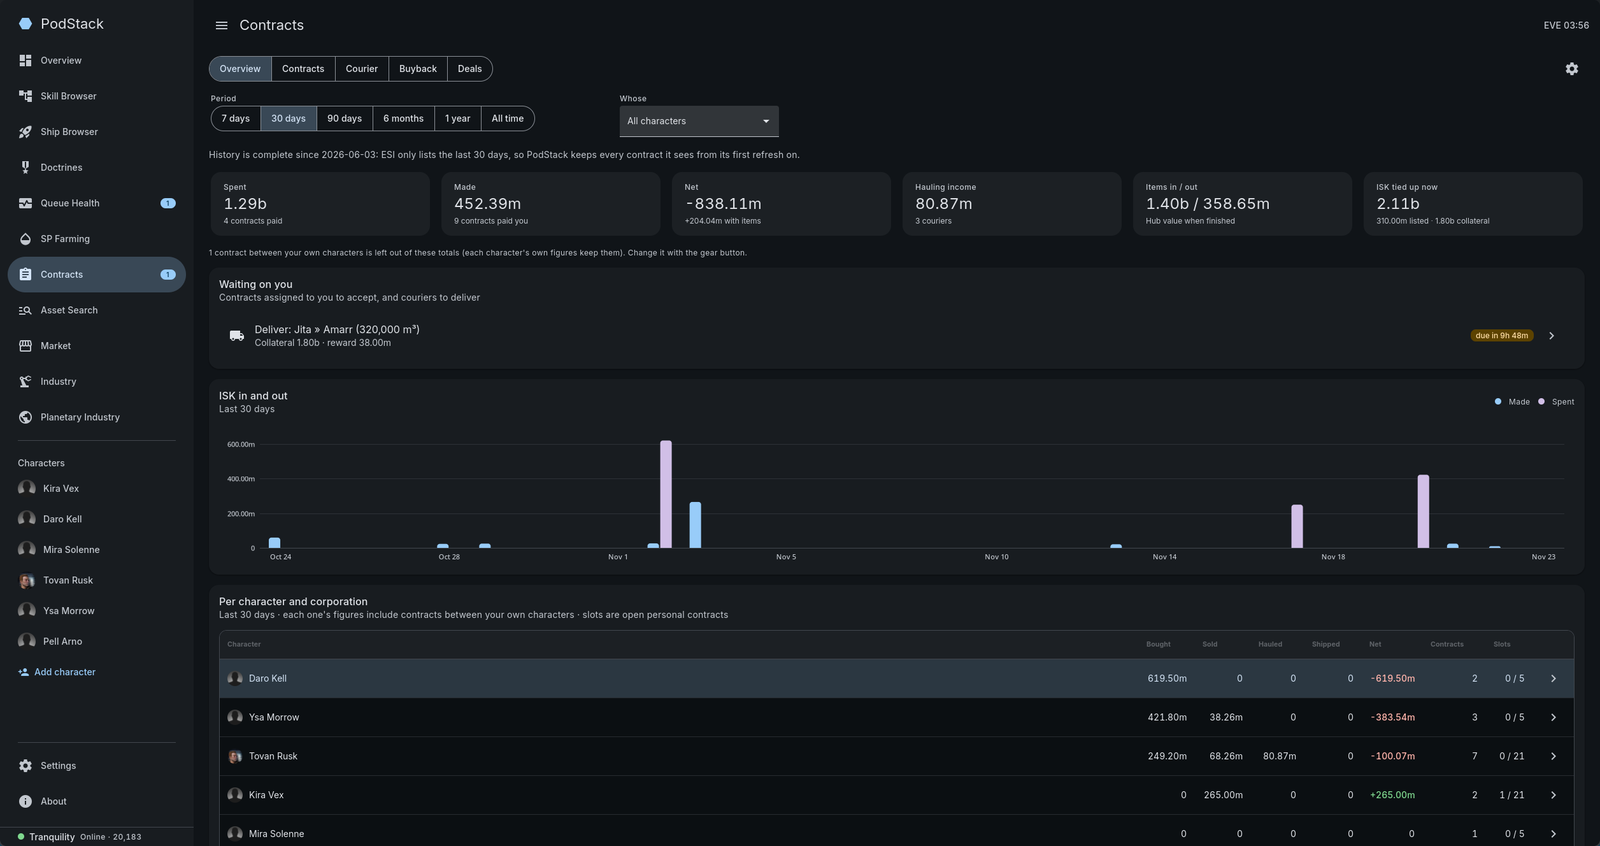 PodStack
Overview
Skill Browser
Ship Browser
Doctrines
Queue Health 1
SP Farming
Contracts 1
Asset Search
Market
Industry
Planetary Industry
Characters
Kira Vex
Daro Kell
Mira Solenne
Tovan Rusk
Ysa Morrow
Pell Arno
Add character
Settings
About
Tranquility Online · 20,183
Contracts
EVE 03:56
Overview Contracts Courier Buyback Deals
Period
7 days 30 days 90 days 6 months 1 year All time
Whose
All characters
History is complete since 2026-06-03: ESI only lists the last 30 days, so PodStack keeps every contract it sees from its first refresh on.
Spent
1.29b
4 contracts paid
Made
452.39m
9 contracts paid you
Net
-838.11m
+204.04m with items
Hauling income
80.87m
3 couriers
Items in / out
1.40b / 358.65m
Hub value when finished
ISK tied up now
2.11b
310.00m listed · 1.80b collateral
1 contract between your own characters is left out of these totals (each character's own figures keep them). Change it with the gear button.
Waiting on you
Contracts assigned to you to accept, and couriers to deliver
Deliver: Jita » Amarr (320,000 m³)
Collateral 1.80b · reward 38.00m
due in 9h 48m
ISK in and out
Last 30 days
Made Spent
600.00m
400.00m
200.00m
0
Oct 24 Oct 28 Nov 1 Nov 5 Nov 10 Nov 14 Nov 18 Nov 23
Per character and corporation
Last 30 days · each one's figures include contracts between your own characters · slots are open personal contracts
Character Bought Sold Hauled Shipped Net Contracts Slots
Daro Kell 619.50m 0 0 0 -619.50m 2 0 / 5
Ysa Morrow 421.80m 38.26m 0 0 -383.54m 3 0 / 5
Tovan Rusk 249.20m 68.26m 80.87m 0 -100.07m 7 0 / 21
Kira Vex 0 265.00m 0 0 +265.00m 2 1 / 21
Mira Solenne 0 0 0 0 0 1 0 / 5